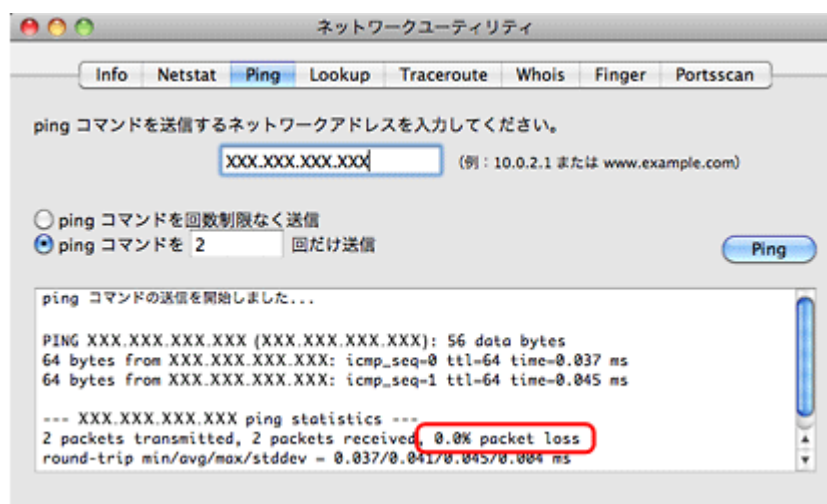 ネットワークユーティリティ
Info Netstat Ping Lookup Traceroute Whois Finger Portsscan
ping コマンドを送信するネットワークアドレスを入力してください。
XXX.XXX.XXX.XXX (例：10.0.2.1 または www.example.com)
ping コマンドを回数制限なく送信
ping コマンドを 2 回だけ送信
Ping
ping コマンドの送信を開始しました...
PING XXX.XXX.XXX.XXX (XXX.XXX.XXX.XXX): 56 data bytes
64 bytes from XXX.XXX.XXX.XXX: icmp_seq=0 ttl=64 time=0.037 ms
64 bytes from XXX.XXX.XXX.XXX: icmp_seq=1 ttl=64 time=0.045 ms
--- XXX.XXX.XXX.XXX ping statistics ---
2 packets transmitted, 2 packets received, 0.0% packet loss
round-trip min/avg/max/stddev = 0.037/0.041/0.045/0.004 ms